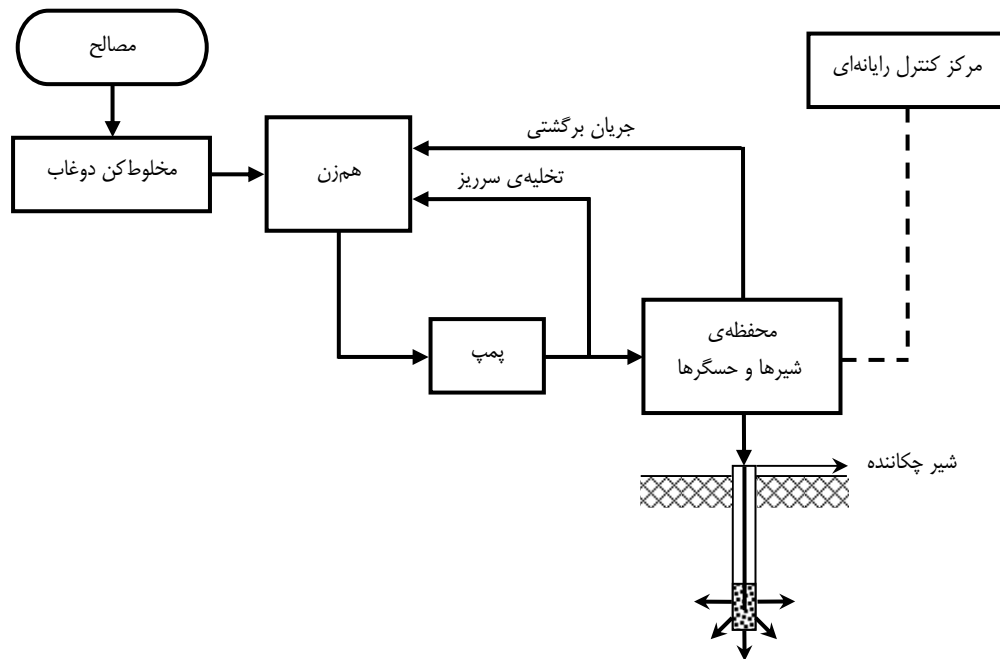 مصالح
مرکز کنترل رایانه‌ای
مخلوط‌کن دوغاب
هم‌زن
جریان برگشتی
تخلیه‌ی سرریز
پمپ
محفظه‌ی
شیرها و حسگرها
شیر چکاننده